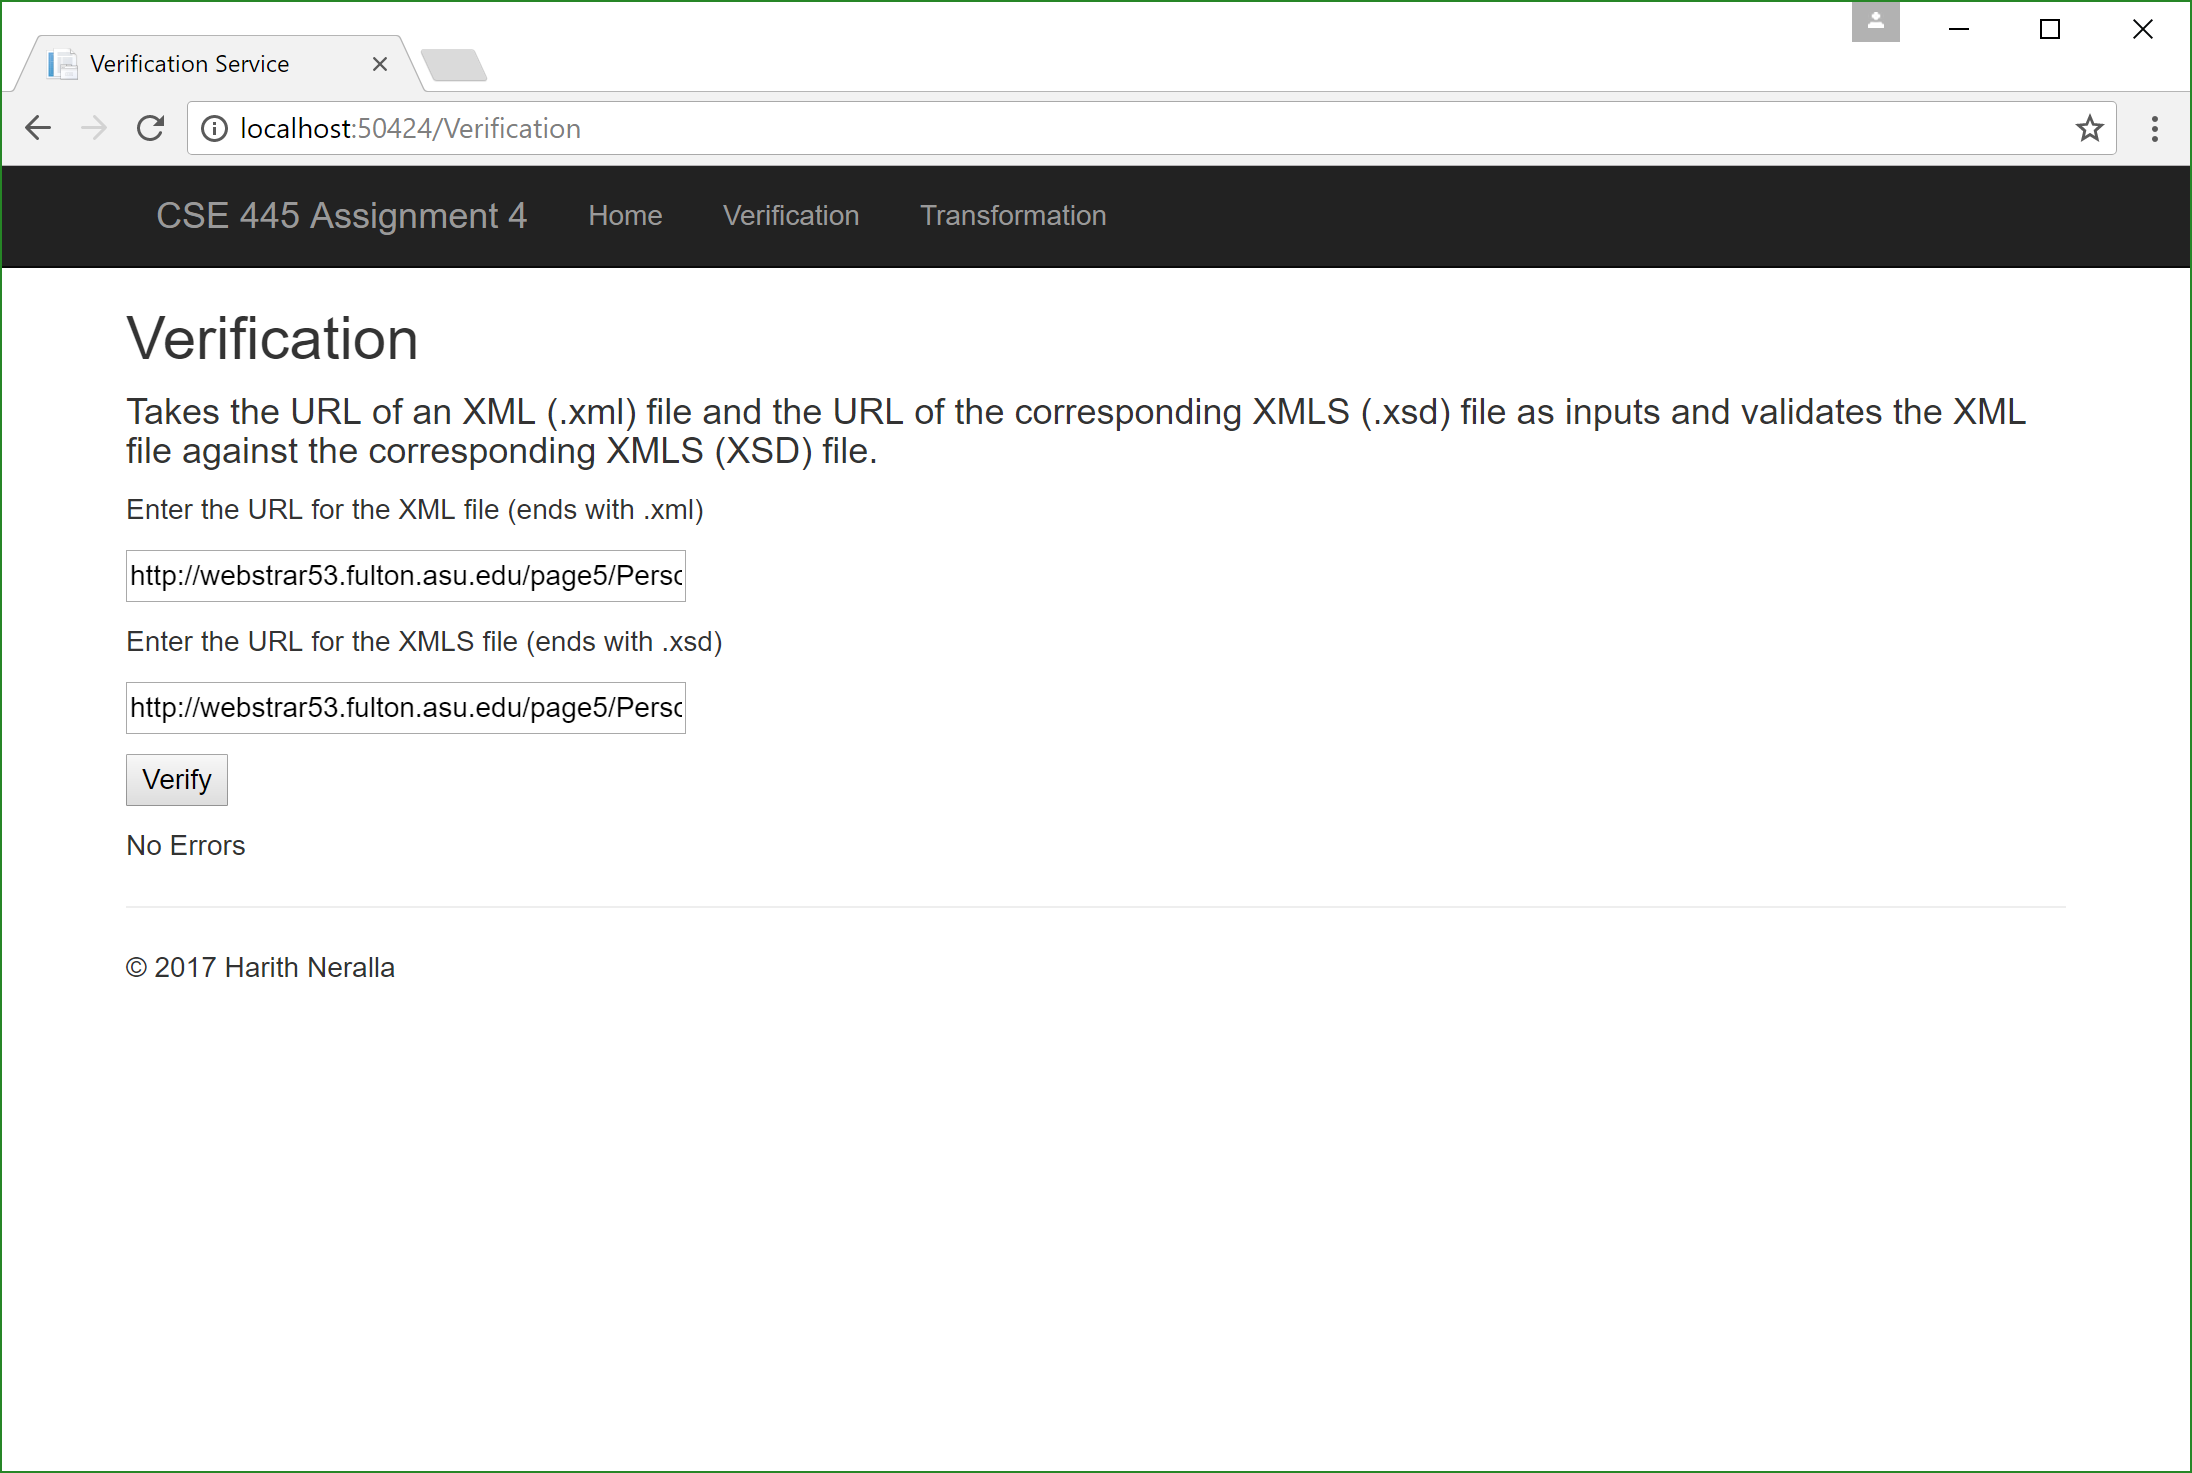 Verification Service
localhost:50424/Verification
CSE 445 Assignment 4 Home Verification Transformation
Verification
Takes the URL of an XML (.xml) file and the URL of the corresponding XMLS (.xsd) file as inputs and validates the XML
file against the corresponding XMLS (XSD) file.
Enter the URL for the XML file (ends with .xml)
http://webstrar53.fulton.asu.edu/page5/Perso
Enter the URL for the XMLS file (ends with .xsd)
http://webstrar53.fulton.asu.edu/page5/Perso
Verify
No Errors
© 2017 Harith Neralla